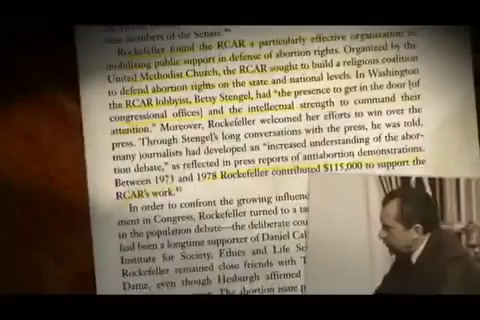 members of the Senate.
Rockefeller found the RCAR a particularly effective organization in
mobilizing public support in defense of abortion rights. Organized by the
United Methodist Church, the RCAR sought to build a religious coalition
to defend abortion rights on the state and national levels. In Washington
the RCAR lobbyist, Betsy Stengel, had "the presence to get in the door [of
congressional offices] and the intellectual strength to command their
attention." Moreover, Rockefeller welcomed her efforts to win over the
press. Through Stengel's long conversations with the press, he was told,
many journalists had developed an "increased understanding of the abor-
tion debate," as reflected in press reports of antiabortion demonstrations.
Between 1973 and 1978 Rockefeller contributed $115,000 to support the
RCAR's work.
In order to confront the growing influenc
ment in Congress, Rockefeller turned to a ta
in the population debate—the deliberate cou
had been a longtime supporter of Daniel Cal
Institute for Society, Ethics and Life Sc
Rockefeller remained close friends with
Dame, even though Hesburgh affirmed
The abortion issue